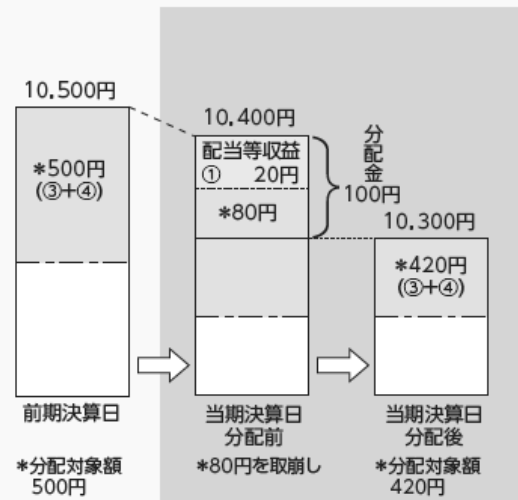 10,500円
*500円
(③+④)
前期決算日
*分配対象額
500円
10,400円
配当等収益
① 20円
*80円
分配金
100円
当期決算日
分配前
*80円を取崩し
10,300円
*420円
(③+④)
当期決算日
分配後
*分配対象額
420円